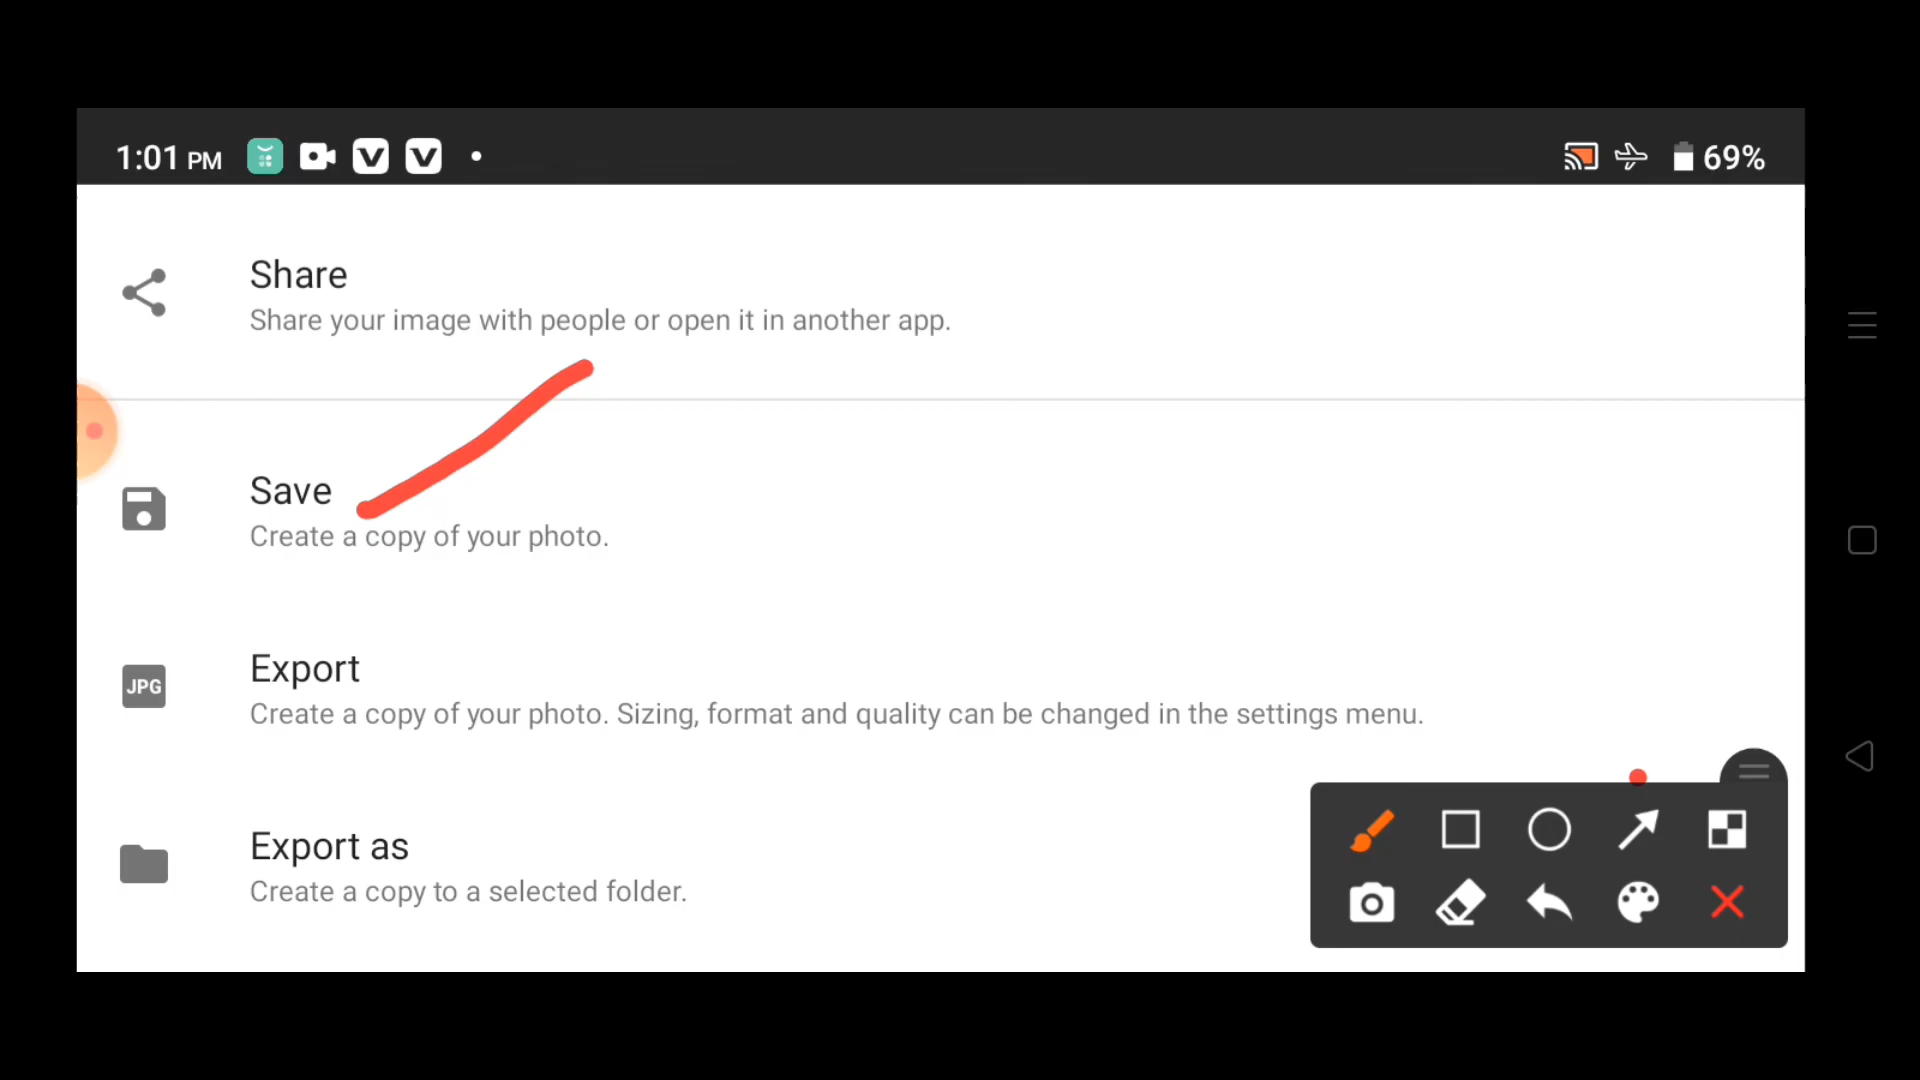 1:01 PM
69%
Share
Share your image with people or open it in another app.
Save
Create a copy of your photo.
JPG
Export
Create a copy of your photo. Sizing, format and quality can be changed in the settings menu.
Export as
Create a copy to a selected folder.